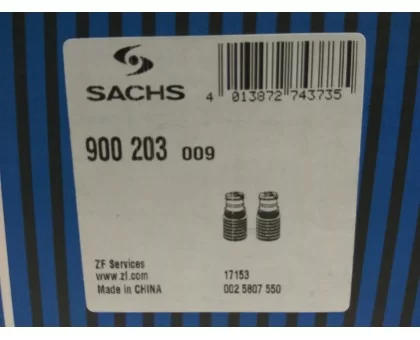 SACHS
4 013872 743735
900 203 009
ZF Services
www.zf.com
Made in CHINA
17153
002 5807 550